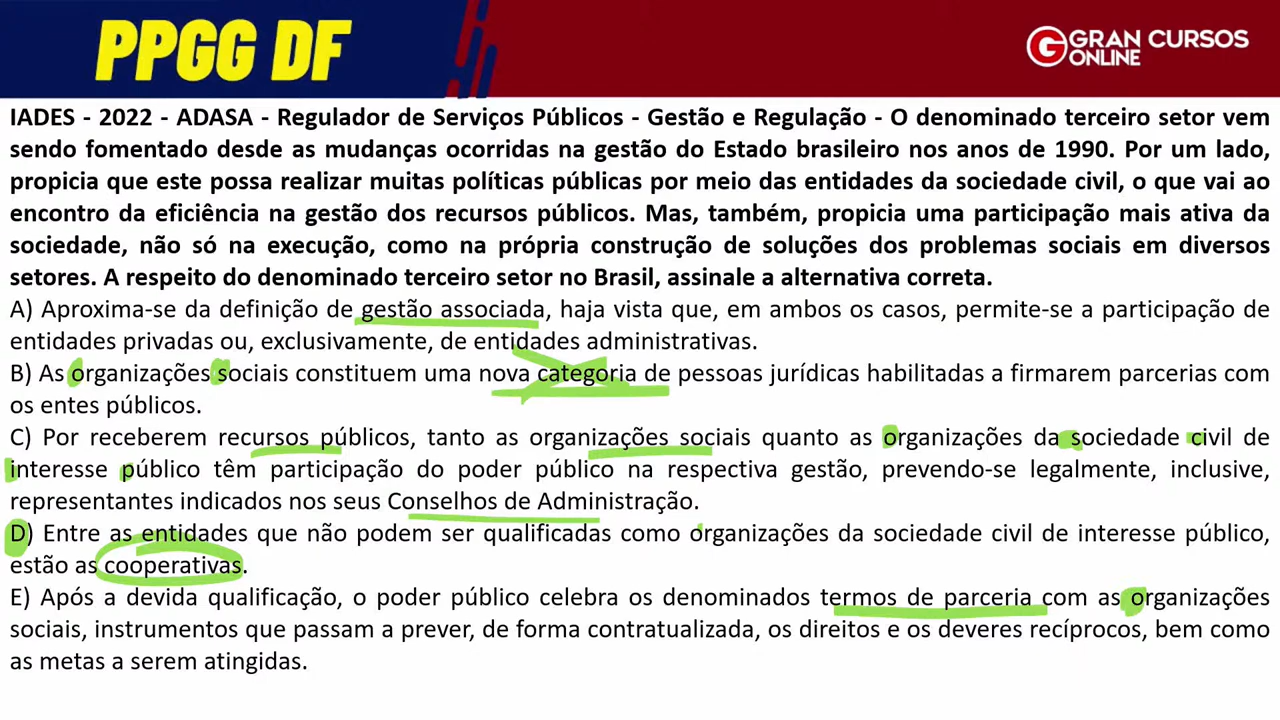 PPGG DF
GRAN CURSOS
ONLINE
IADES - 2022 - ADASA - Regulador de Serviços Públicos - Gestão e Regulação - O denominado terceiro setor vem
sendo fomentado desde as mudanças ocorridas na gestão do Estado brasileiro nos anos de 1990. Por um lado,
propicia que este possa realizar muitas políticas públicas por meio das entidades da sociedade civil, o que vai ao
encontro da eficiência na gestão dos recursos públicos. Mas, também, propicia uma participação mais ativa da
sociedade, não só na execução, como na própria construção de soluções dos problemas sociais em diversos
setores. A respeito do denominado terceiro setor no Brasil, assinale a alternativa correta.
A) Aproxima-se da definição de gestão associada, haja vista que, em ambos os casos, permite-se a participação de
entidades privadas ou, exclusivamente, de entidades administrativas.
B) As organizações sociais constituem uma nova categoria de pessoas jurídicas habilitadas a firmarem parcerias com
os entes públicos.
C) Por receberem recursos públicos, tanto as organizações sociais quanto as organizações da sociedade civil de
interesse público têm participação do poder público na respectiva gestão, prevendo-se legalmente, inclusive,
representantes indicados nos seus Conselhos de Administração.
D) Entre as entidades que não podem ser qualificadas como organizações da sociedade civil de interesse público,
estão as cooperativas.
E) Após a devida qualificação, o poder público celebra os denominados termos de parceria com as organizações
sociais, instrumentos que passam a prever, de forma contratualizada, os direitos e os deveres recíprocos, bem como
as metas a serem atingidas.